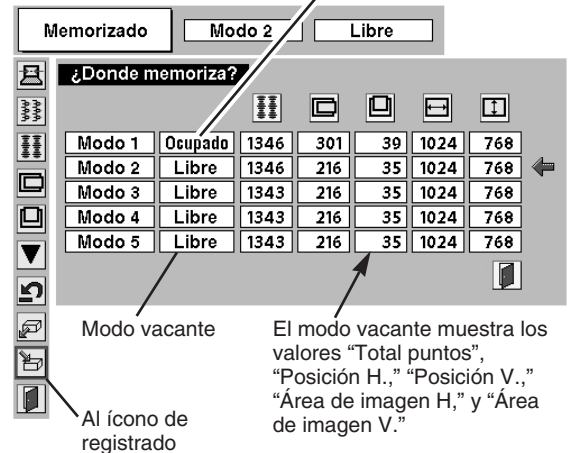 Memorizado Modo 2 Libre
¿Donde memoriza?
Modo 1 Ocupado 1346 301 39 1024 768
Modo 2 Libre 1346 216 35 1024 768
Modo 3 Libre 1343 216 35 1024 768
Modo 4 Libre 1343 216 35 1024 768
Modo 5 Libre 1343 216 35 1024 768
Modo vacante
El modo vacante muestra los
valores “Total puntos”,
“Posición H.,” “Posición V.,”
“Área de imagen H,” y “Área
de imagen V.”
Al ícono de
registrado